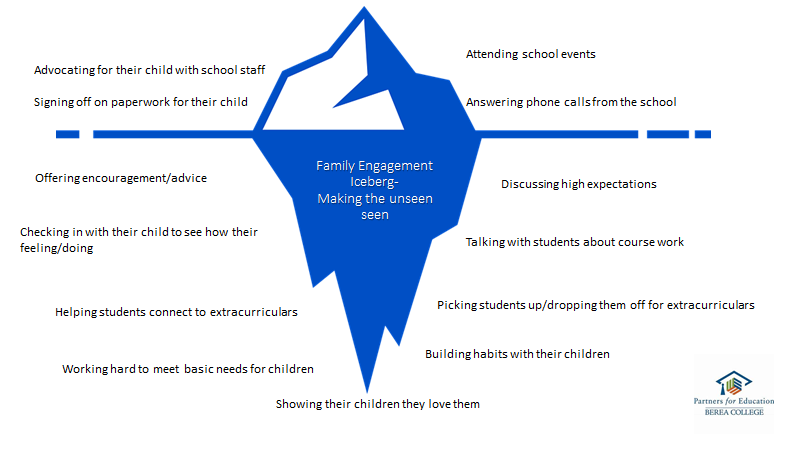 Attending school events
Advocating for their child with school staff
Signing off on paperwork for their child
Answering phone calls from the school
Family Engagement
Iceberg-
Making the unseen
seen
Offering encouragement/advice
Discussing high expectations
Checking in with their child to see how their
feeling/doing
Talking with students about course work
Helping students connect to extracurriculars
Picking students up/dropping them off for extracurriculars
Building habits with their children
Working hard to meet basic needs for children
Showing their children they love them
Partners for Education
BEREA COLLEGE